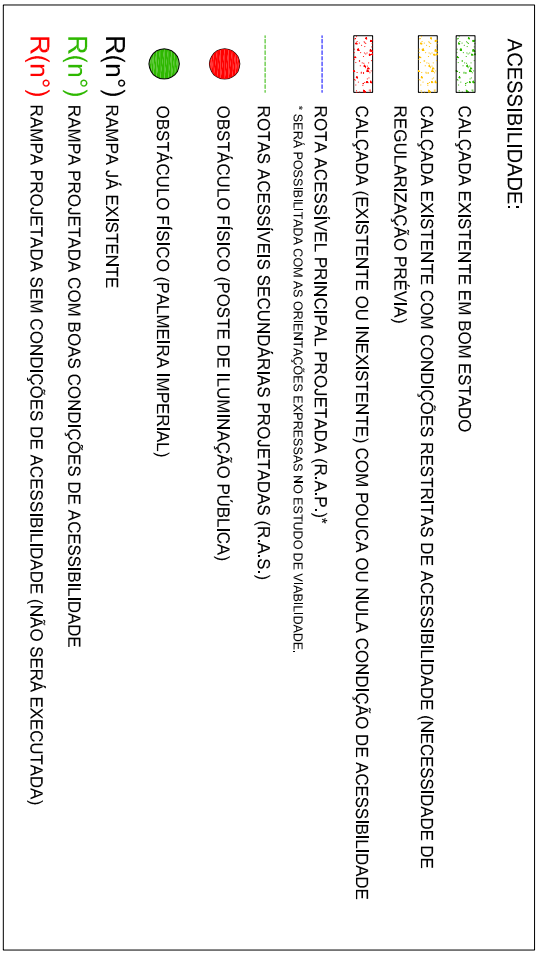 ACESSIBILIDADE:
CALÇADA EXISTENTE EM BOM ESTADO
CALÇADA EXISTENTE COM CONDIÇÕES RESTRITAS DE ACESSIBILIDADE (NECESSIDADE DE
REGULARIZAÇÃO PRÉVIA)
CALÇADA (EXISTENTE OU INEXISTENTE) COM POUCA OU NULA CONDIÇÃO DE ACESSIBILIDADE
ROTA ACESSÍVEL PRINCIPAL PROJETADA (R.A.P.)*
* SERÁ POSSIBILITADA COM AS ORIENTAÇÕES EXPRESSAS NO ESTUDO DE VIABILIDADE.
ROTAS ACESSÍVEIS SECUNDÁRIAS PROJETADAS (R.A.S.)
OBSTÁCULO FÍSICO (POSTE DE ILUMINAÇÃO PÚBLICA)
OBSTÁCULO FÍSICO (PALMEIRA IMPERIAL)
R(n°) RAMPA JÁ EXISTENTE
R(n°) RAMPA PROJETADA COM BOAS CONDIÇÕES DE ACESSIBILIDADE
R(n°) RAMPA PROJETADA SEM CONDIÇÕES DE ACESSIBILIDADE (NÃO SERÁ EXECUTADA)